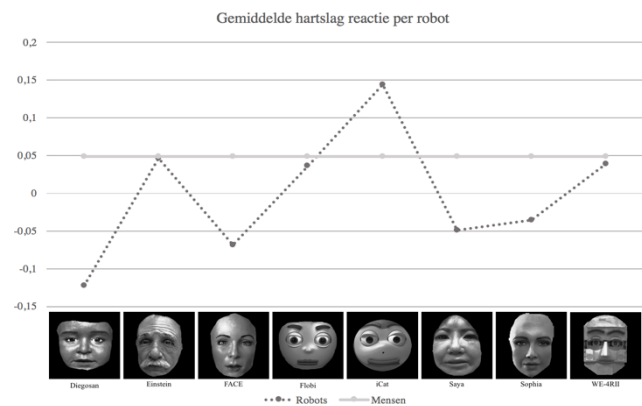 Gemiddelde hartslag reactie per robot
0,2
0,15
0,1
0,05
0
-0,05
-0,1
-0,15
Diegosan Einstein FACE Flobi iCat Saya Sophia WE-4RII
Robots Mensen